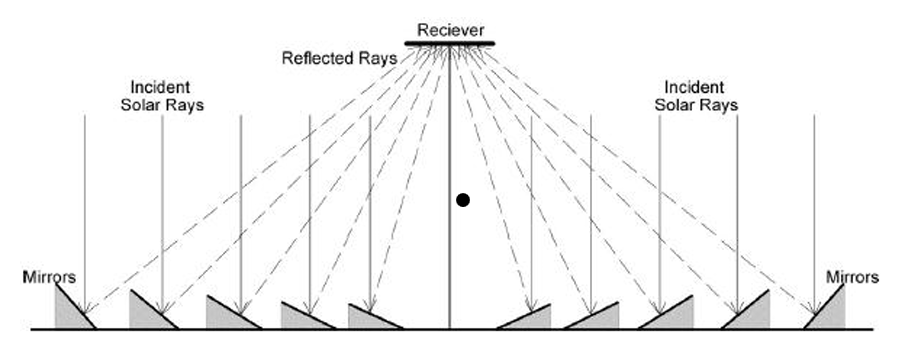 Reciever
Reflected Rays
Incident
Solar Rays
Incident
Solar Rays
Mirrors
Mirrors